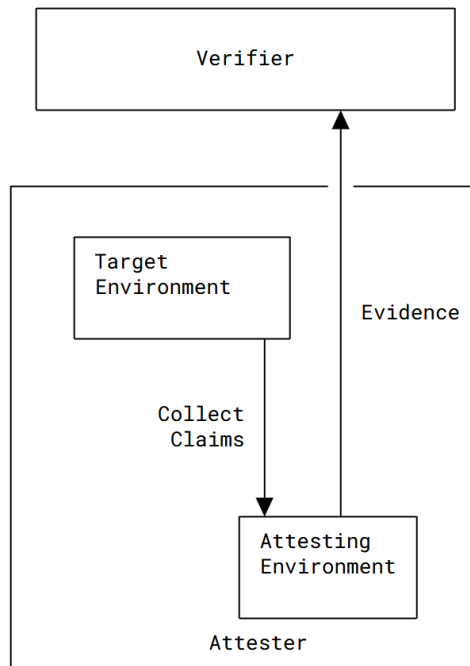 Verifier
Target
Environment
Evidence
Collect
Claims
Attesting
Environment
Attester